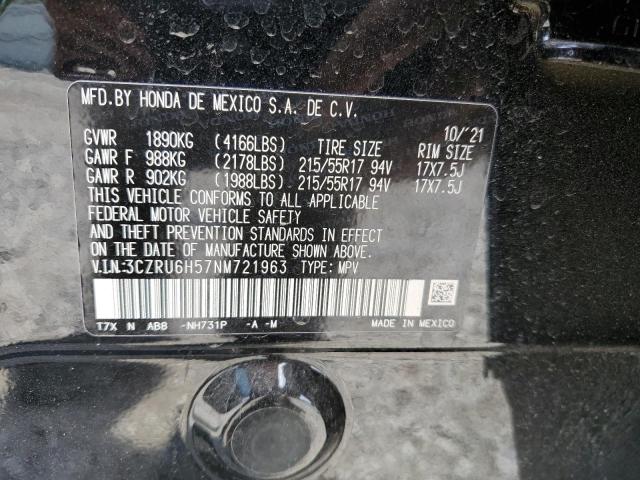 MFD.BY HONDA DE MEXICO S.A. DE C.V.
10/'21
GVWR 1890KG (4166LBS) TIRE SIZE RIM SIZE
GAWR F 988KG (2178LBS) 215/55R17 94V 17X7.5J
GAWR R 902KG (1988LBS) 215/55R17 94V 17X7.5J
THIS VEHICLE CONFORMS TO ALL APPLICABLE
FEDERAL MOTOR VEHICLE SAFETY
AND THEFT PREVENTION STANDARDS IN EFFECT
ON THE DATE OF MANUFACTURE SHOWN ABOVE.
V.I.N:3CZRU6H57NM721963 TYPE: MPV
T7X N AB8 -NH731P -A -M MADE IN MEXICO